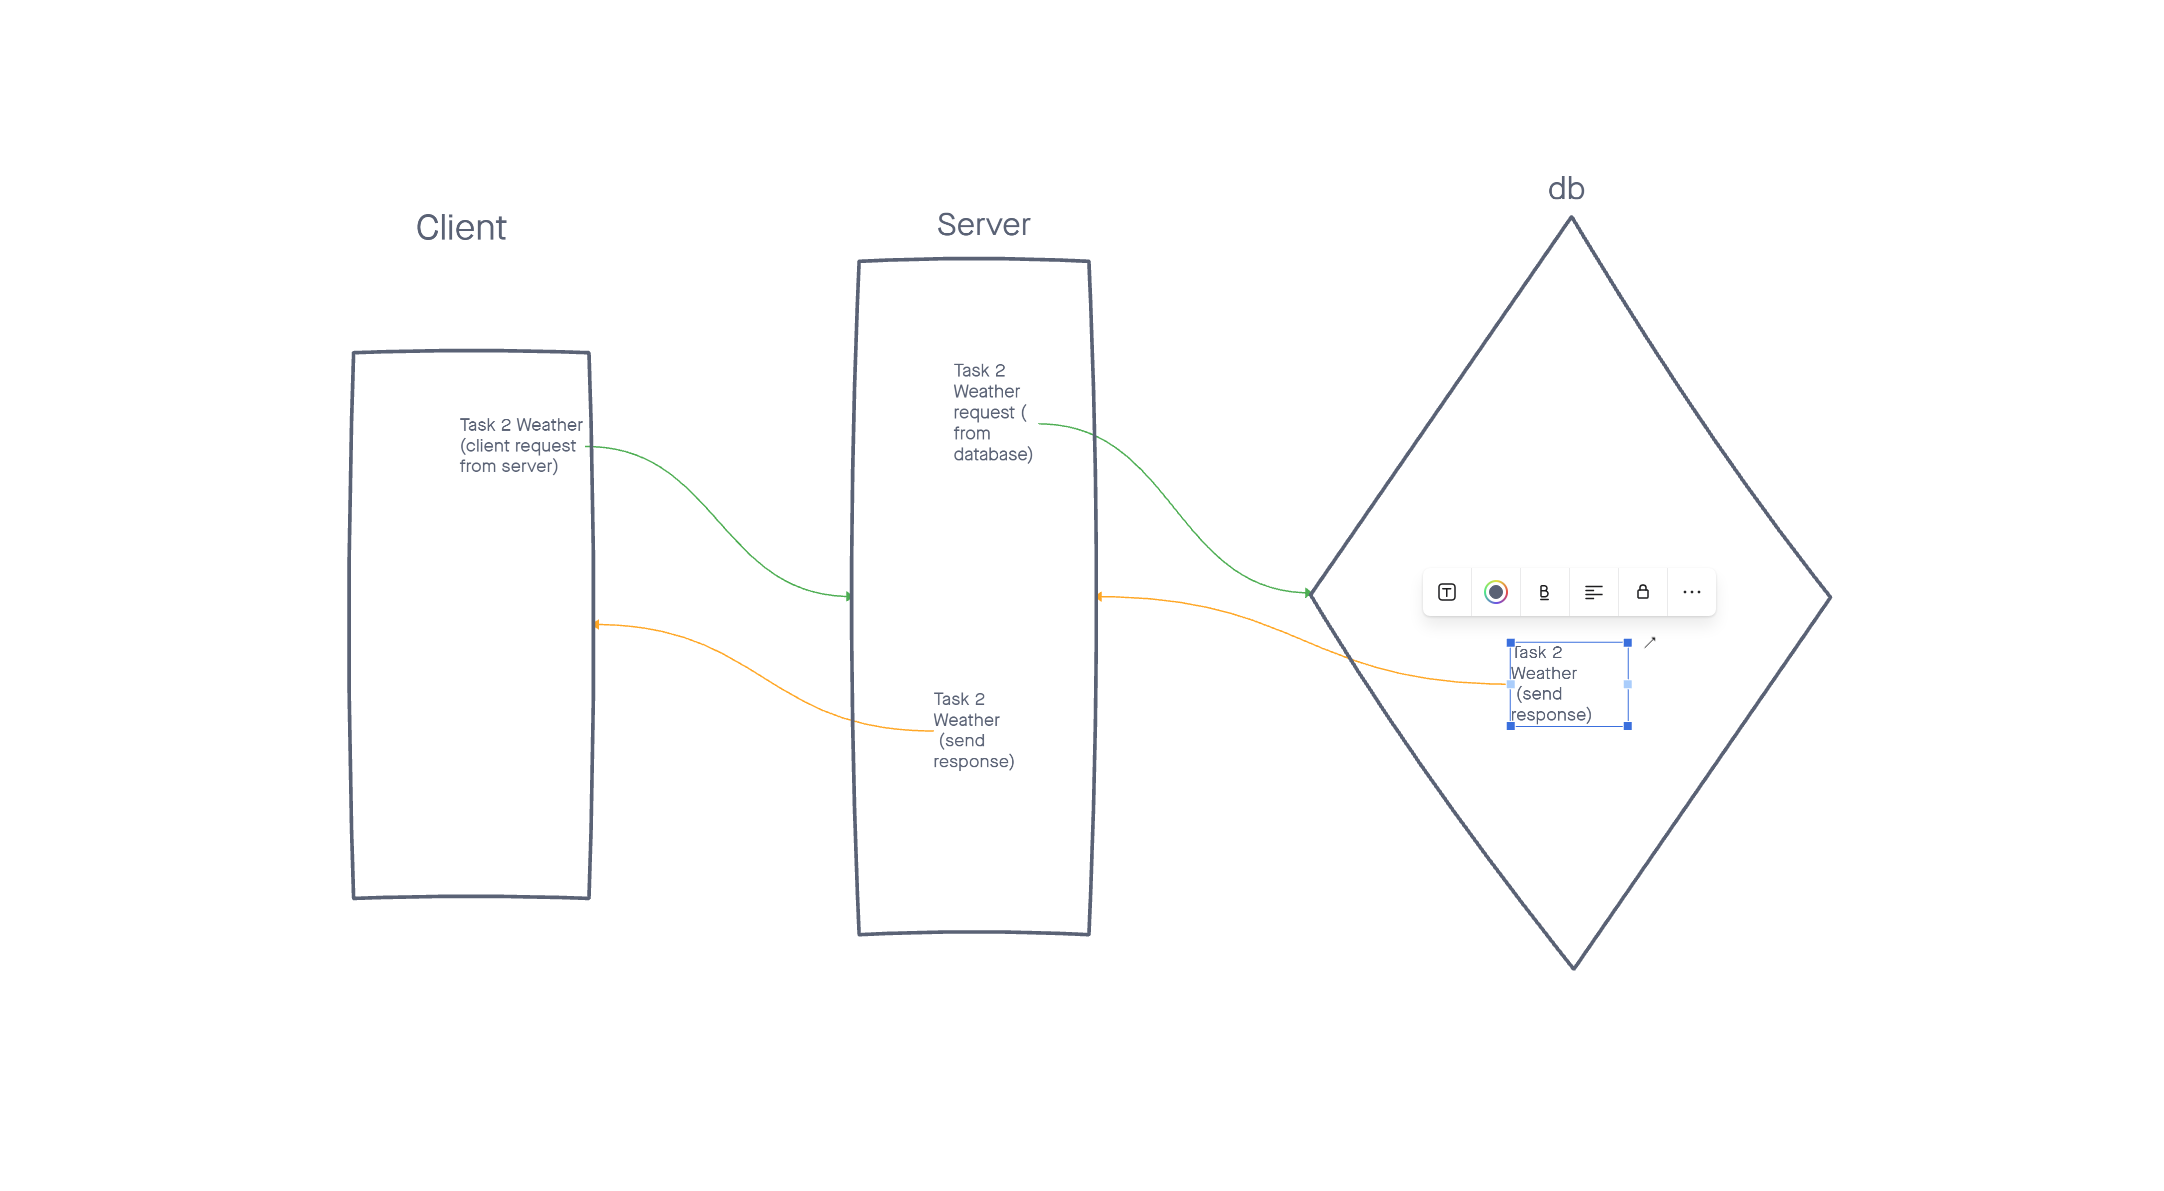 Client
Server
db
Task 2 Weather
(client request
from server)
Task 2
Weather
request (
from
database)
Task 2
Weather
(send
response)
Task 2
Weather
(send
response)
T
B